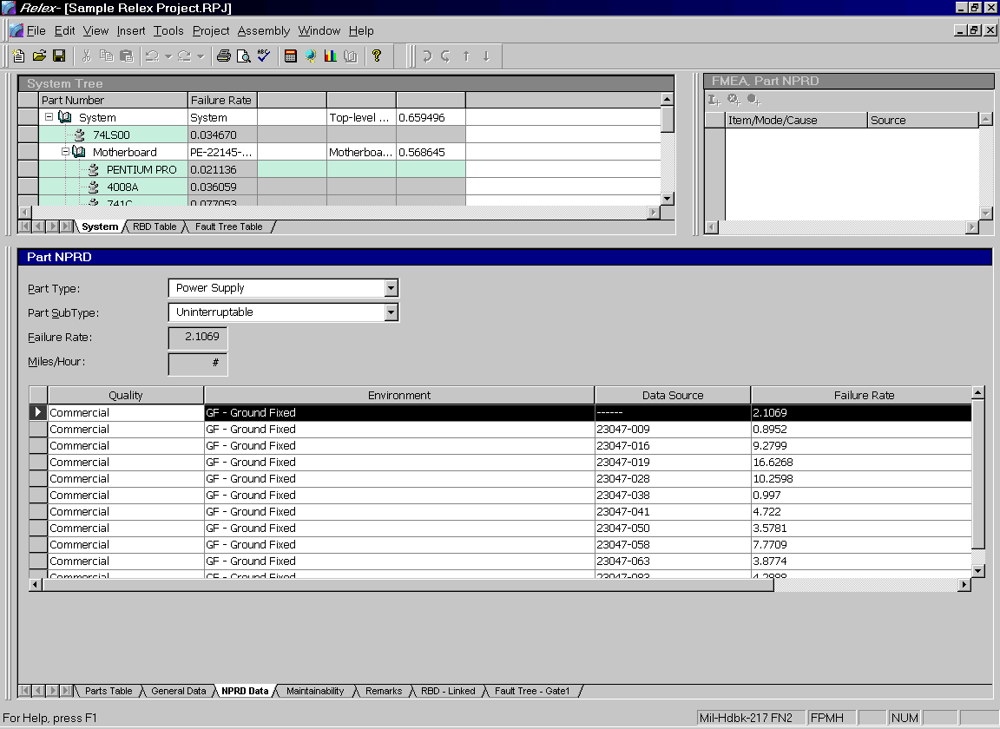 Relex- [Sample Relex Project.RPJ]
File Edit View Insert Tools Project Assembly Window Help
System Tree
Part Number Failure Rate
System System Top-level ... 0.659496
74LS00 0.034670
Motherboard PE-22145-... Motherboa... 0.568645
PENTIUM PRO 0.021136
4008A 0.036059
741C 0.077053
System RBD Table Fault Tree Table
FMEA, Part NPRD
Item/Mode/Cause Source
Part NPRD
Part Type: Power Supply
Part SubType: Uninterruptable
Failure Rate: 2.1069
Miles/Hour: #
Quality Environment Data Source Failure Rate
Commercial GF - Ground Fixed ------ 2.1069
Commercial GF - Ground Fixed 23047-009 0.8952
Commercial GF - Ground Fixed 23047-016 9.2799
Commercial GF - Ground Fixed 23047-019 16.6268
Commercial GF - Ground Fixed 23047-028 10.2598
Commercial GF - Ground Fixed 23047-038 0.997
Commercial GF - Ground Fixed 23047-041 4.722
Commercial GF - Ground Fixed 23047-050 3.5781
Commercial GF - Ground Fixed 23047-058 7.7709
Commercial GF - Ground Fixed 23047-063 3.8774
Commercial GF - Ground Fixed
Parts Table General Data NPRD Data Maintainability Remarks RBD - Linked Fault Tree - Gate1
For Help, press F1 Mil-Hdbk-217 FN2 FPMH NUM